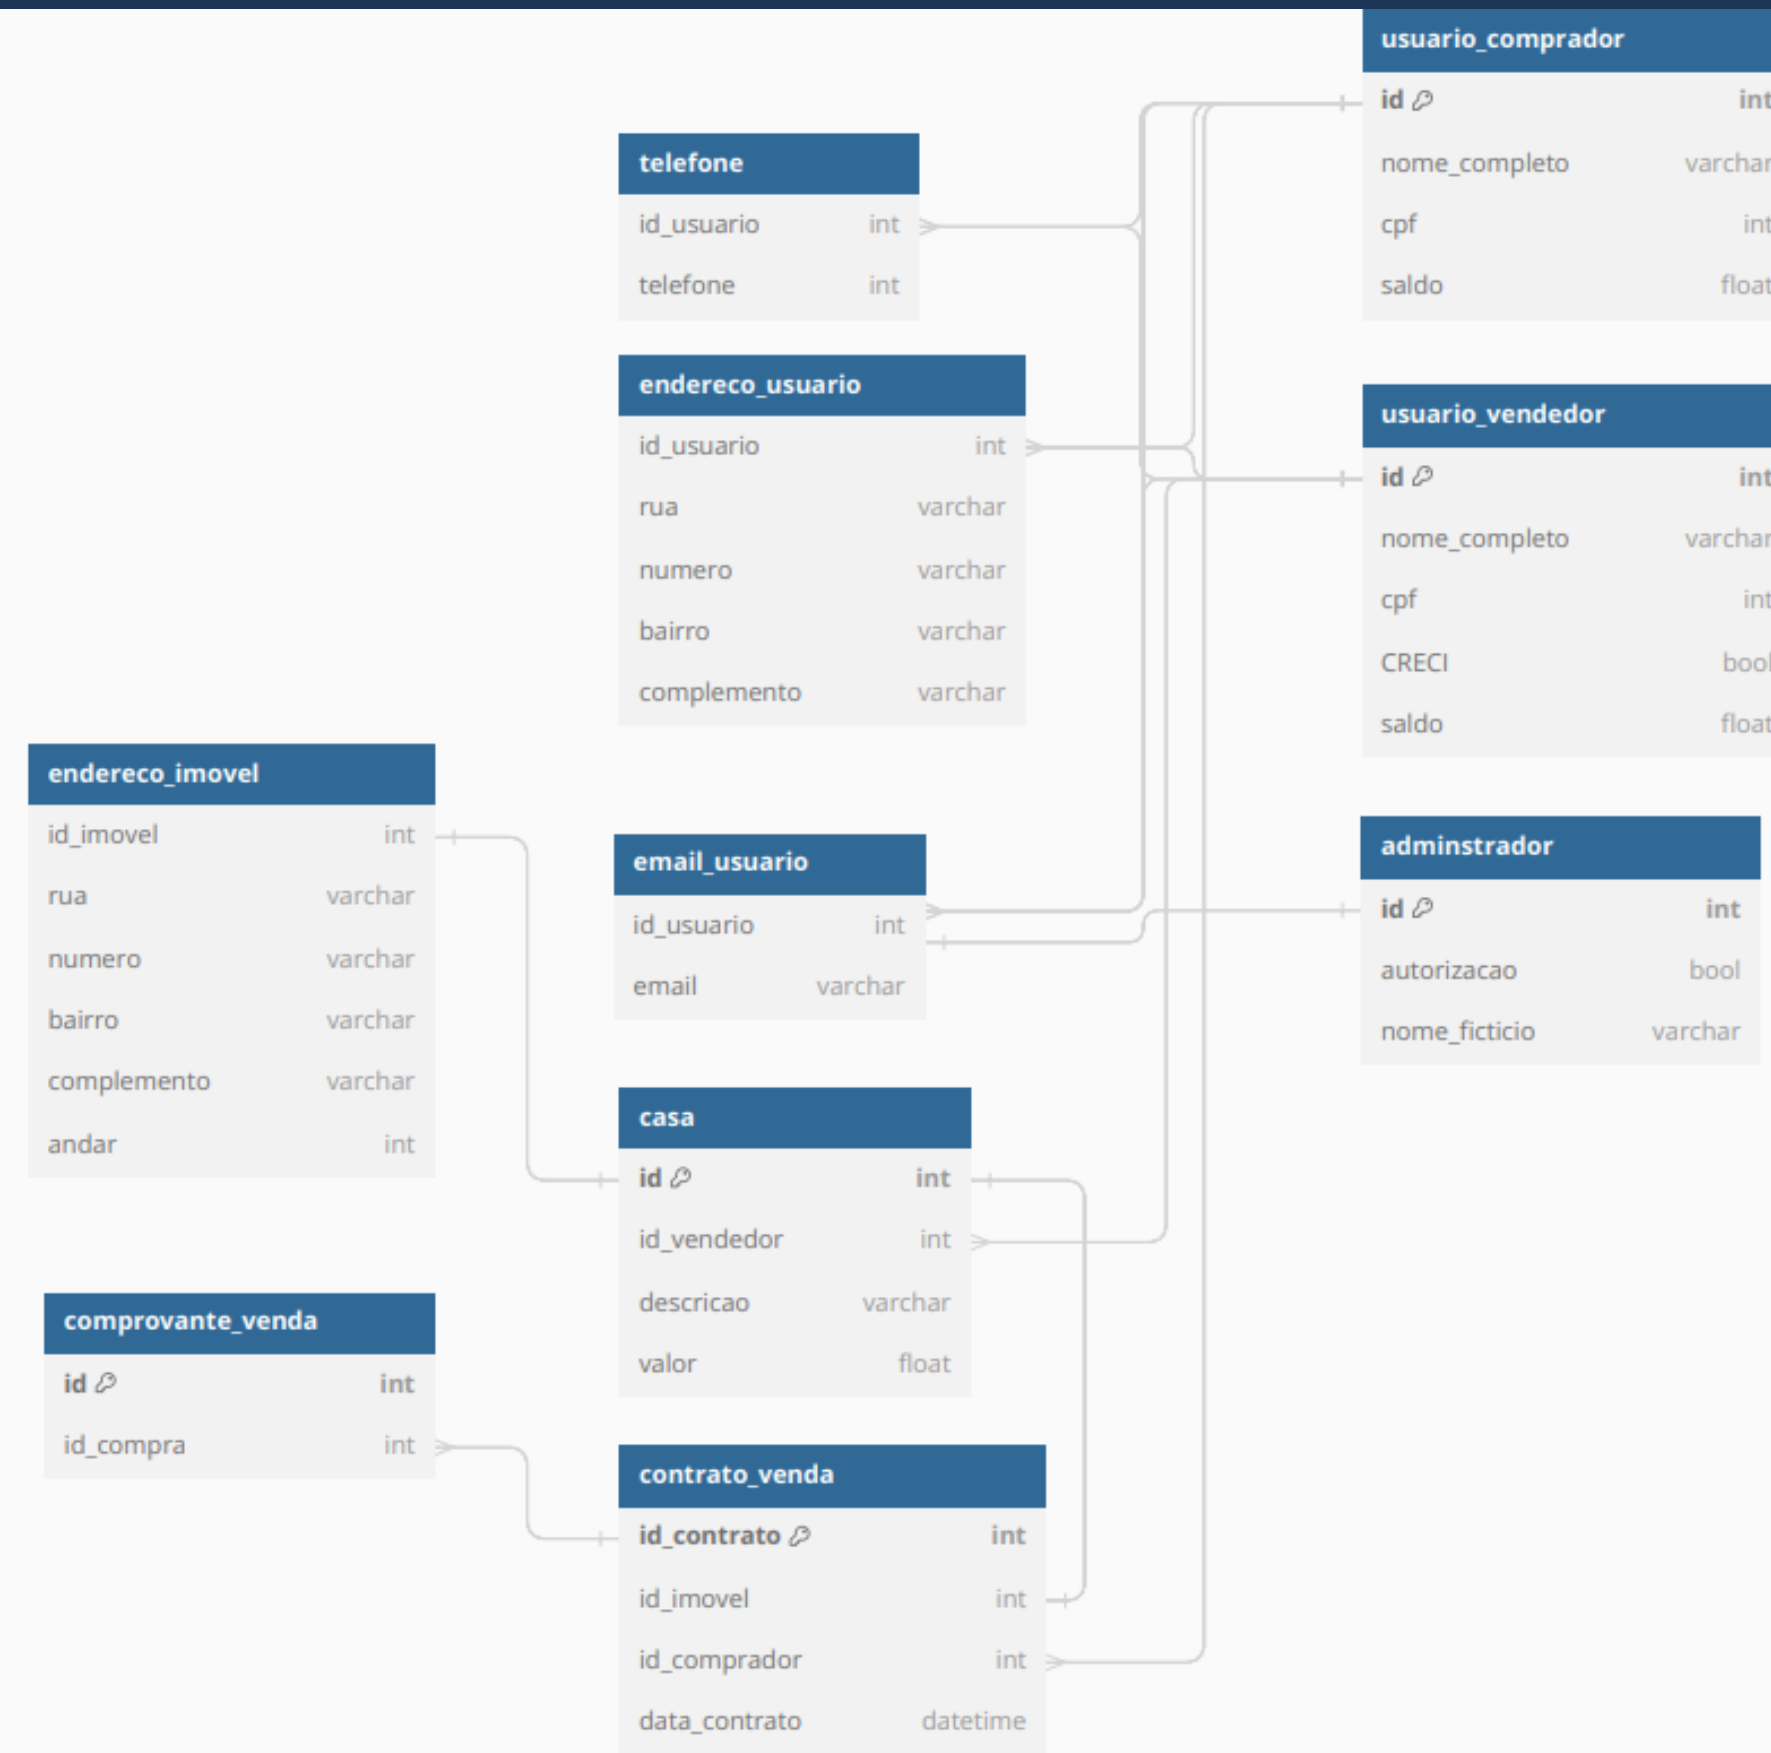 usuario_comprador
id int
nome_completo varchar
cpf int
saldo float
telefone
id_usuario int
telefone int
endereco_usuario
id_usuario int
rua varchar
numero varchar
bairro varchar
complemento varchar
usuario_vendedor
id int
nome_completo varchar
cpf int
CRECI bool
saldo float
endereco_imovel
id_imovel int
rua varchar
numero varchar
bairro varchar
complemento varchar
andar int
email_usuario
id_usuario int
email varchar
adminstrador
id int
autorizacao bool
nome_ficticio varchar
casa
id int
id_vendedor int
descricao varchar
valor float
comprovante_venda
id int
id_compra int
contrato_venda
id_contrato int
id_imovel int
id_comprador int
data_contrato datetime